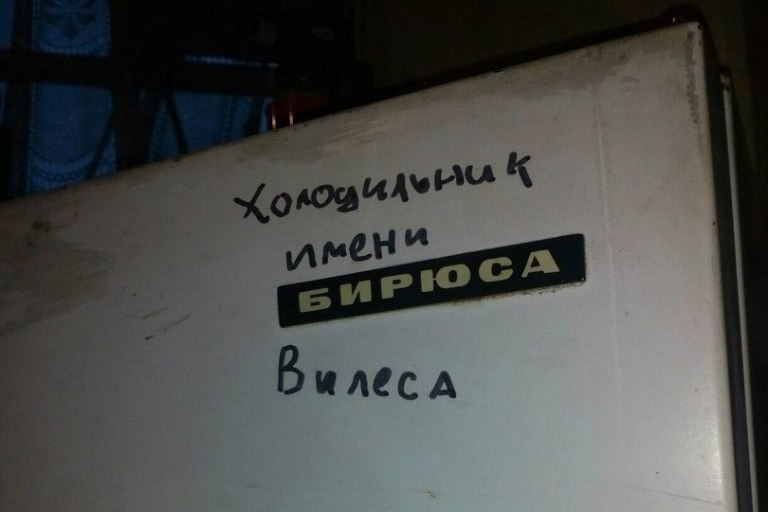 Холодильник
имени
БИРЮСА
Вилеса